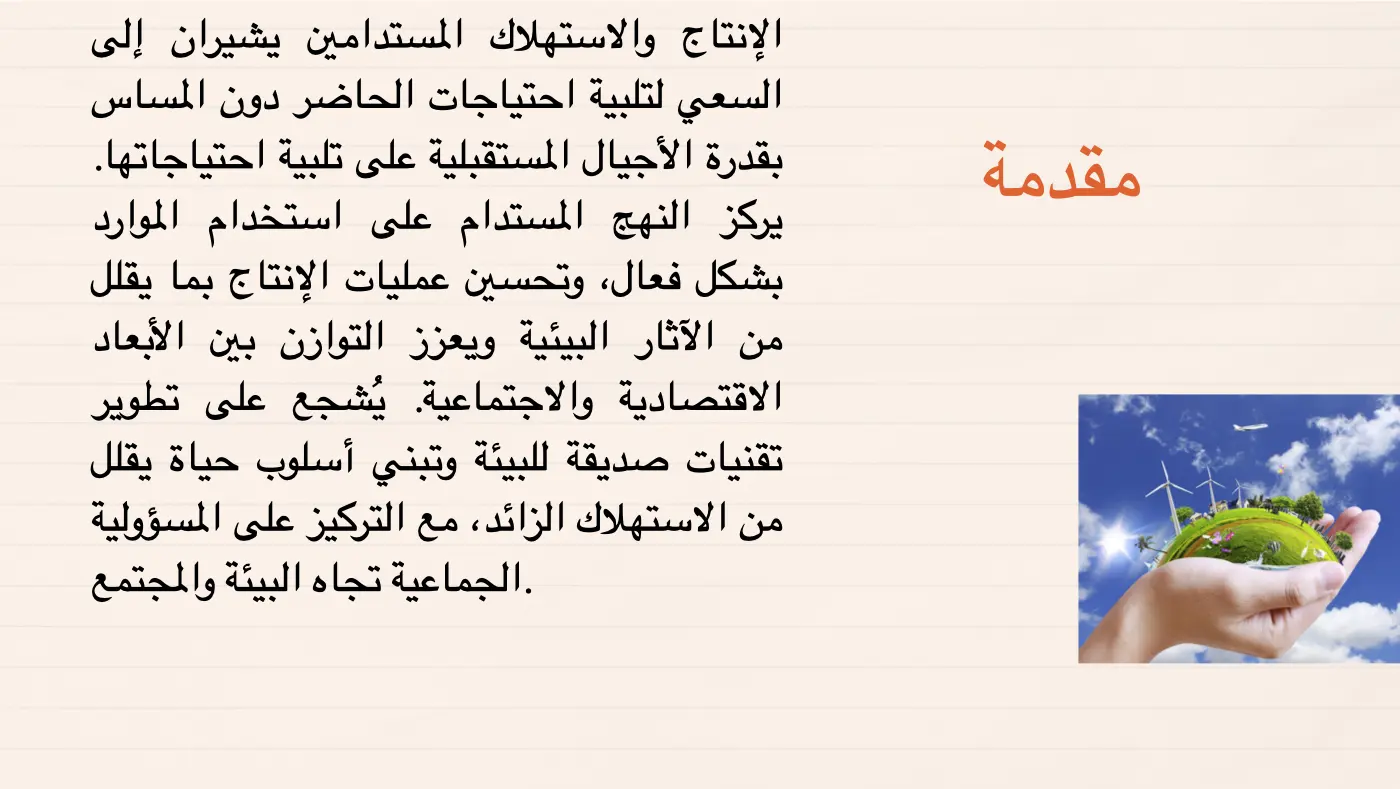 مقدمة
الإنتاج والاستهلاك المستدامين يشيران إلى
السعي لتلبية احتياجات الحاضر دون المساس
بقدرة الأجيال المستقبلية على تلبية احتياجاتها.
يركز النهج المستدام على استخدام الموارد
بشكل فعال، وتحسين عمليات الإنتاج بما يقلل
من الآثار البيئية ويعزز التوازن بين الأبعاد
الاقتصادية والاجتماعية. يُشجع على تطوير
تقنيات صديقة للبيئة وتبني أسلوب حياة يقلل
من الاستهلاك الزائد، مع التركيز على المسؤولية
.الجماعية تجاه البيئة والمجتمع